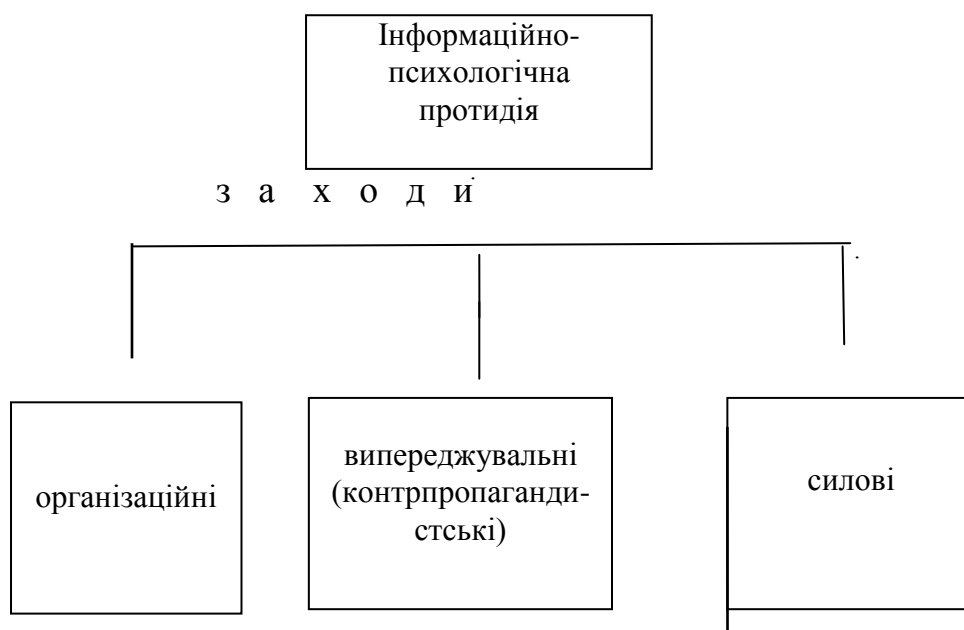 Інформаційно-
психологічна
протидія
з а х о д и
організаційні
випереджувальні
(контрпропаганди-
стські)
силові